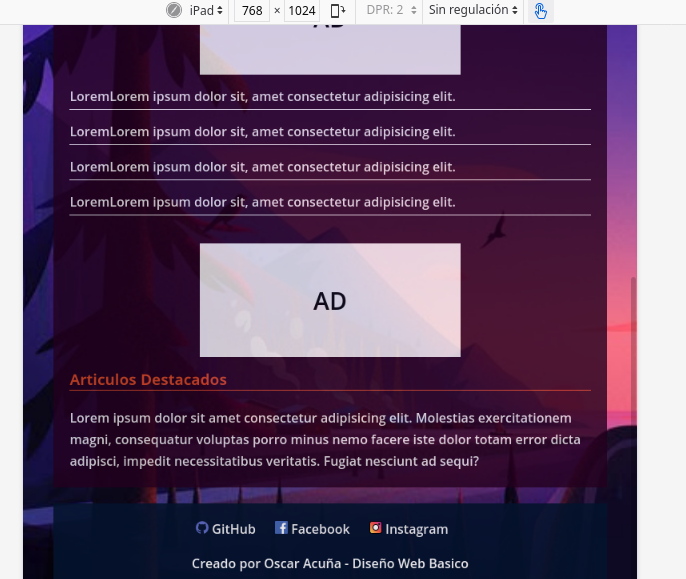 iPad 768 × 1024 DPR: 2 Sin regulación
AD
LoremLorem ipsum dolor sit, amet consectetur adipisicing elit.
LoremLorem ipsum dolor sit, amet consectetur adipisicing elit.
LoremLorem ipsum dolor sit, amet consectetur adipisicing elit.
LoremLorem ipsum dolor sit, amet consectetur adipisicing elit.
AD
Articulos Destacados
Lorem ipsum dolor sit amet consectetur adipisicing elit. Molestias exercitationem
magni, consequatur voluptas porro minus nemo facere iste dolor totam error dicta
adipisci, impedit necessitatibus veritatis. Fugiat nesciunt ad sequi?
GitHub Facebook Instagram
Creado por Oscar Acuña - Diseño Web Basico